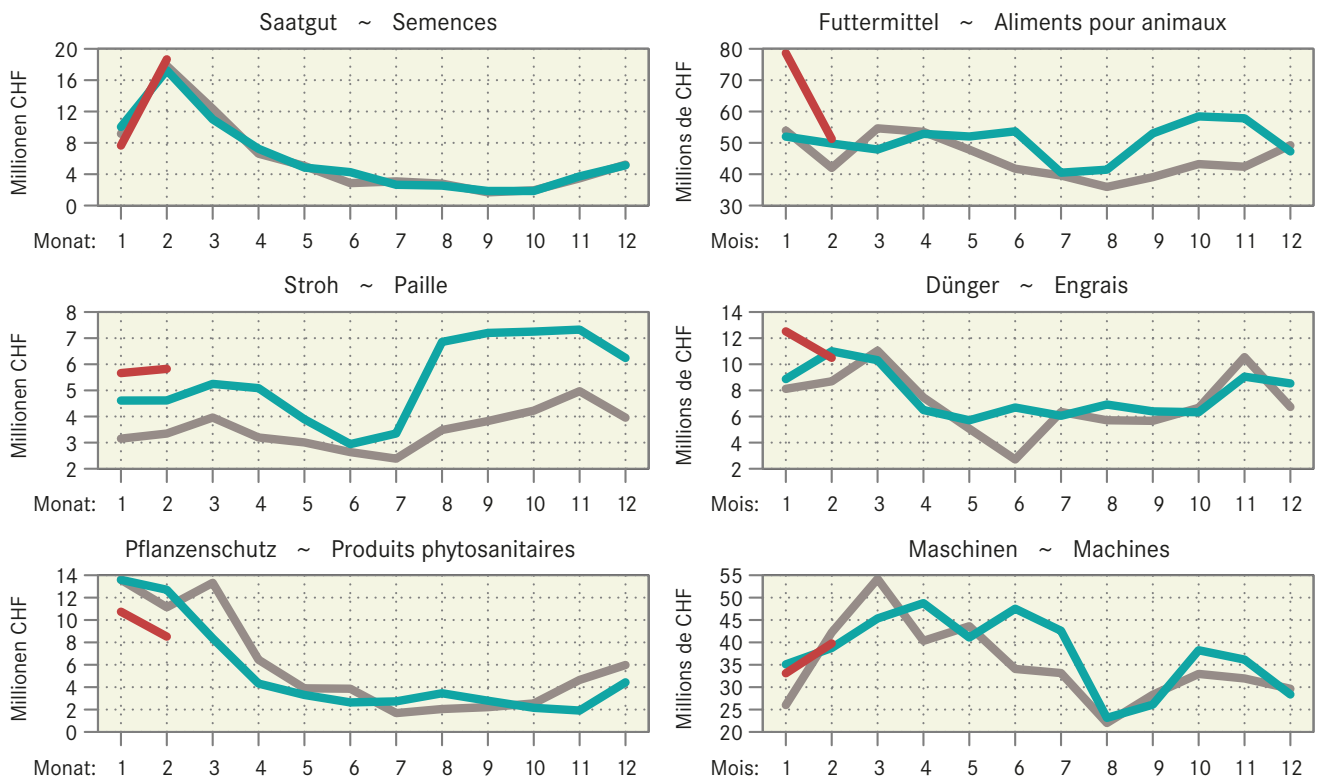 Saatgut ~ Semences
Millionen CHF
20
16
12
8
4
0
Monat: 1 2 3 4 5 6 7 8 9 10 11 12
Futtermittel ~ Aliments pour animaux
Millions de CHF
80
70
60
50
40
30
Mois: 1 2 3 4 5 6 7 8 9 10 11 12
Stroh ~ Paille
Millionen CHF
8
7
6
5
4
3
2
Monat: 1 2 3 4 5 6 7 8 9 10 11 12
Dünger ~ Engrais
Millions de CHF
14
12
10
8
6
4
2
Mois: 1 2 3 4 5 6 7 8 9 10 11 12
Pflanzenschutz ~ Produits phytosanitaires
Millionen CHF
14
12
10
8
6
4
2
0
Monat: 1 2 3 4 5 6 7 8 9 10 11 12
Maschinen ~ Machines
Millions de CHF
55
50
45
40
35
30
25
20
Mois: 1 2 3 4 5 6 7 8 9 10 11 12